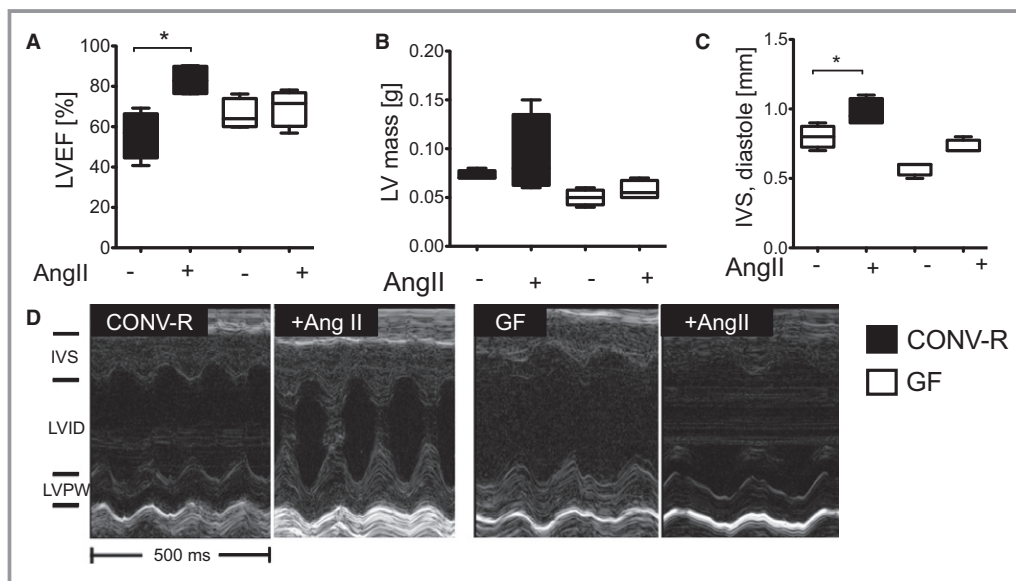 A
LVEF [%]
100
80
60
40
20
0
*
AngII - + - +
B
LV mass [g]
0.20
0.15
0.10
0.05
0.00
AngII - + - +
C
IVS, diastole [mm]
1.5
1.0
0.5
0.0
*
AngII - + - +
D
CONV-R
+Ang II
GF
+AngII
IVS
LVID
LVPW
500 ms
CONV-R
GF